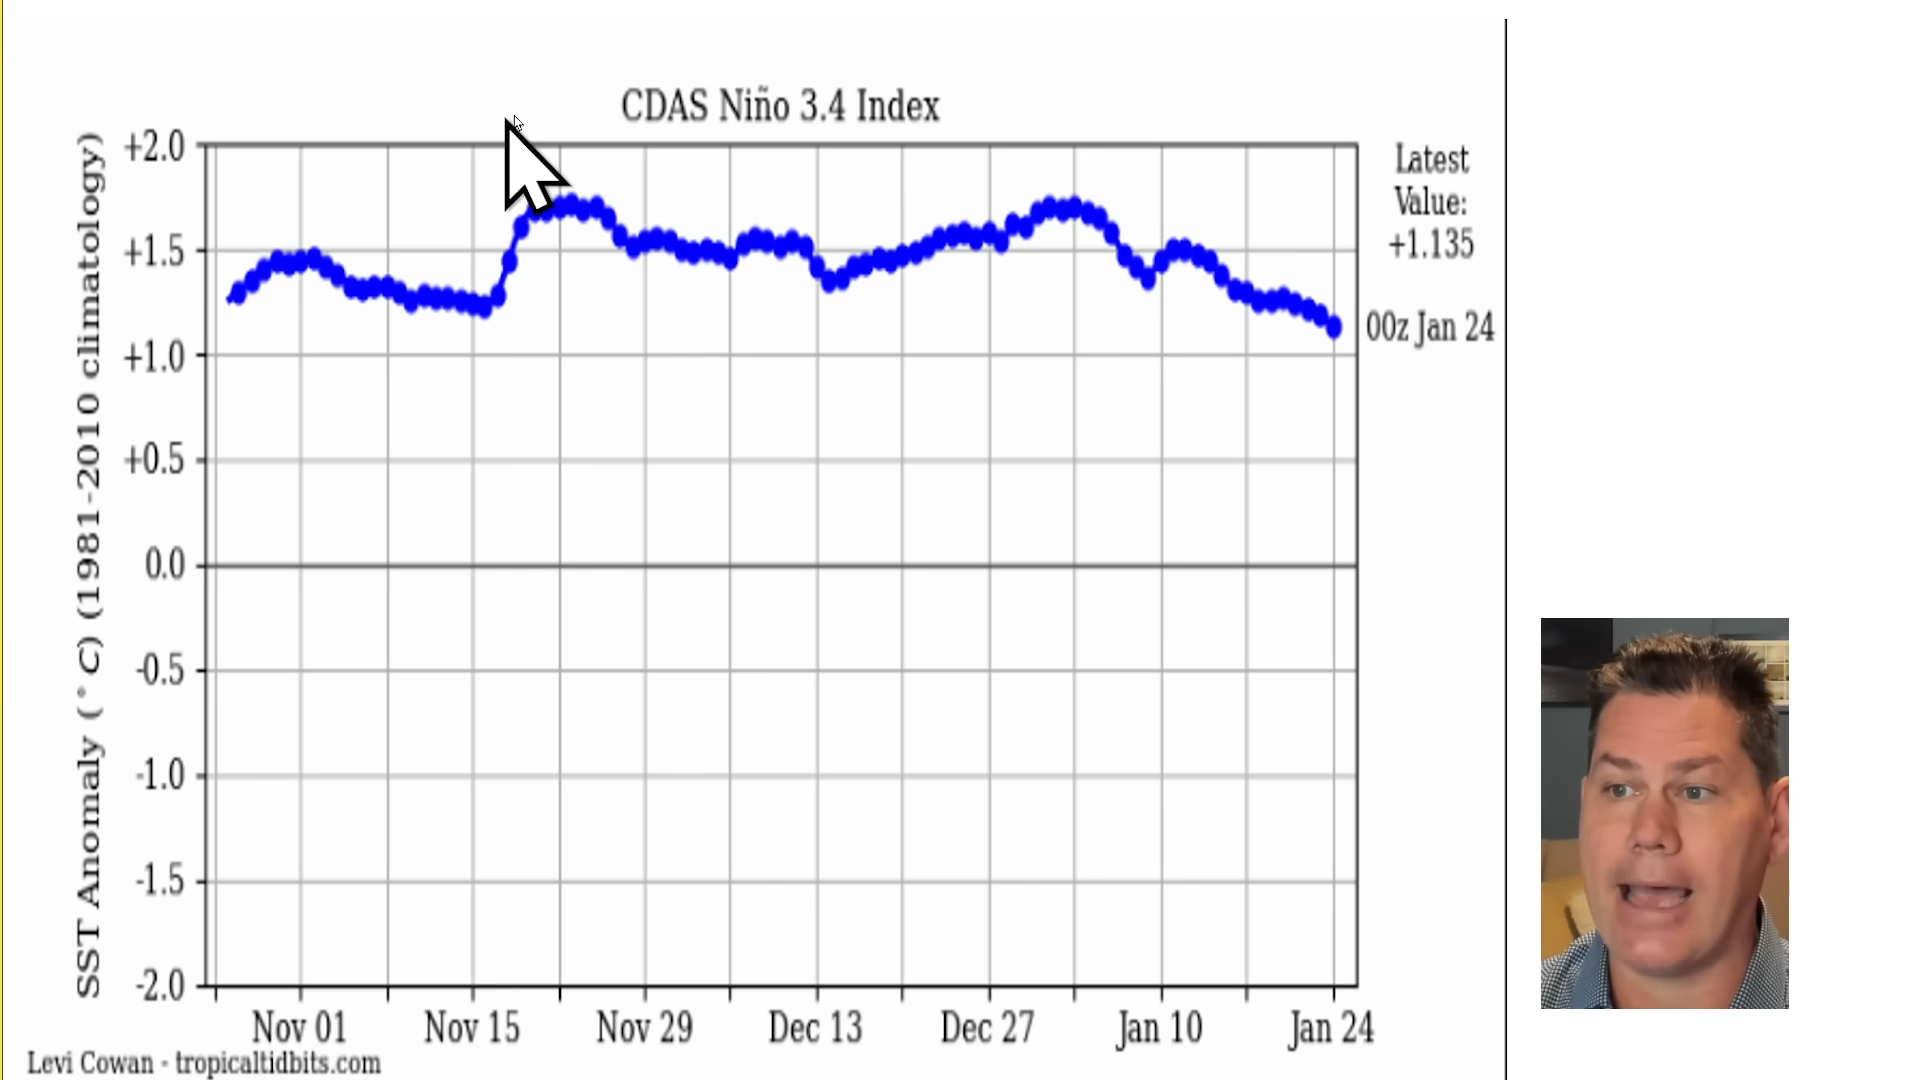 CDAS Niño 3.4 Index
SST Anomaly (°C) (1981-2010 climatology)
+2.0
+1.5
+1.0
+0.5
0.0
-0.5
-1.0
-1.5
-2.0
Latest
Value:
+1.135
00z Jan 24
Nov 01 Nov 15 Nov 29 Dec 13 Dec 27 Jan 10 Jan 24
Levi Cowan - tropicaltidbits.com